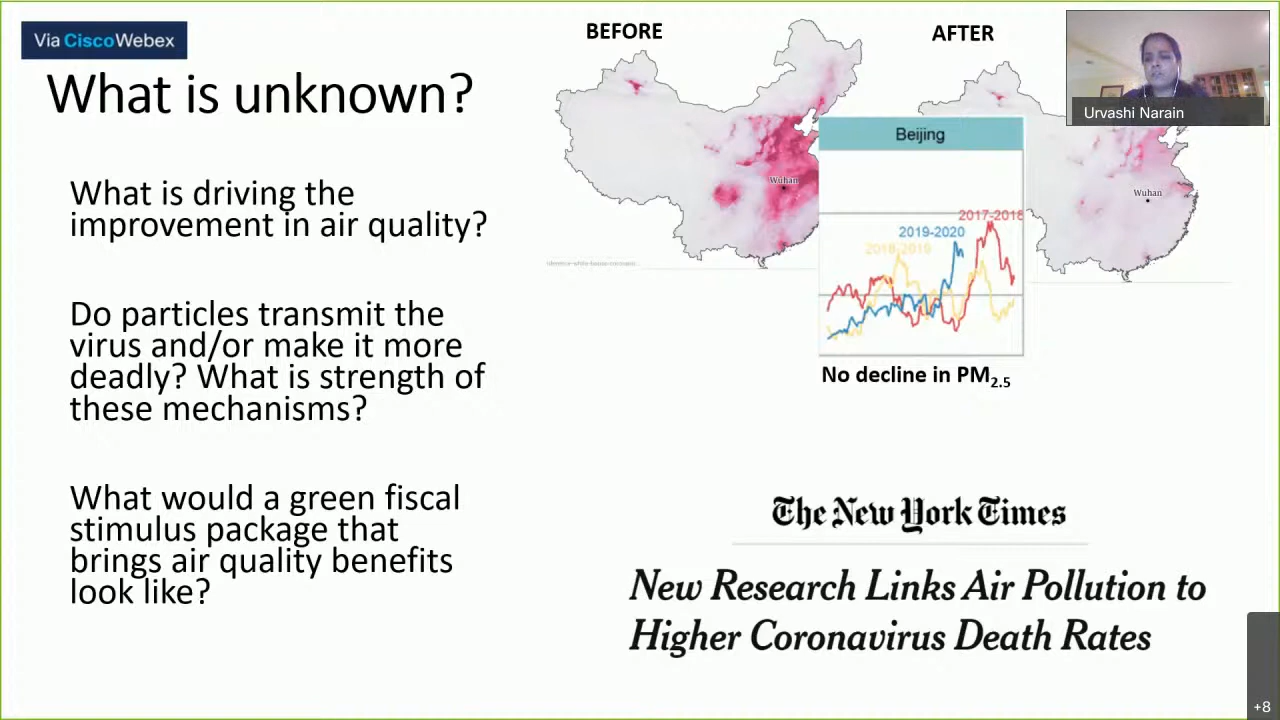 Via CiscoWebex
What is unknown?
What is driving the
improvement in air quality?
Do particles transmit the
virus and/or make it more
deadly? What is strength of
these mechanisms?
What would a green fiscal
stimulus package that
brings air quality benefits
look like?
BEFORE
AFTER
Wuhan
Wuhan
Urvashi Narain
Beijing
2017-2018
2019-2020
2018-2019
No decline in PM2.5
The New York Times
New Research Links Air Pollution to
Higher Coronavirus Death Rates
+8